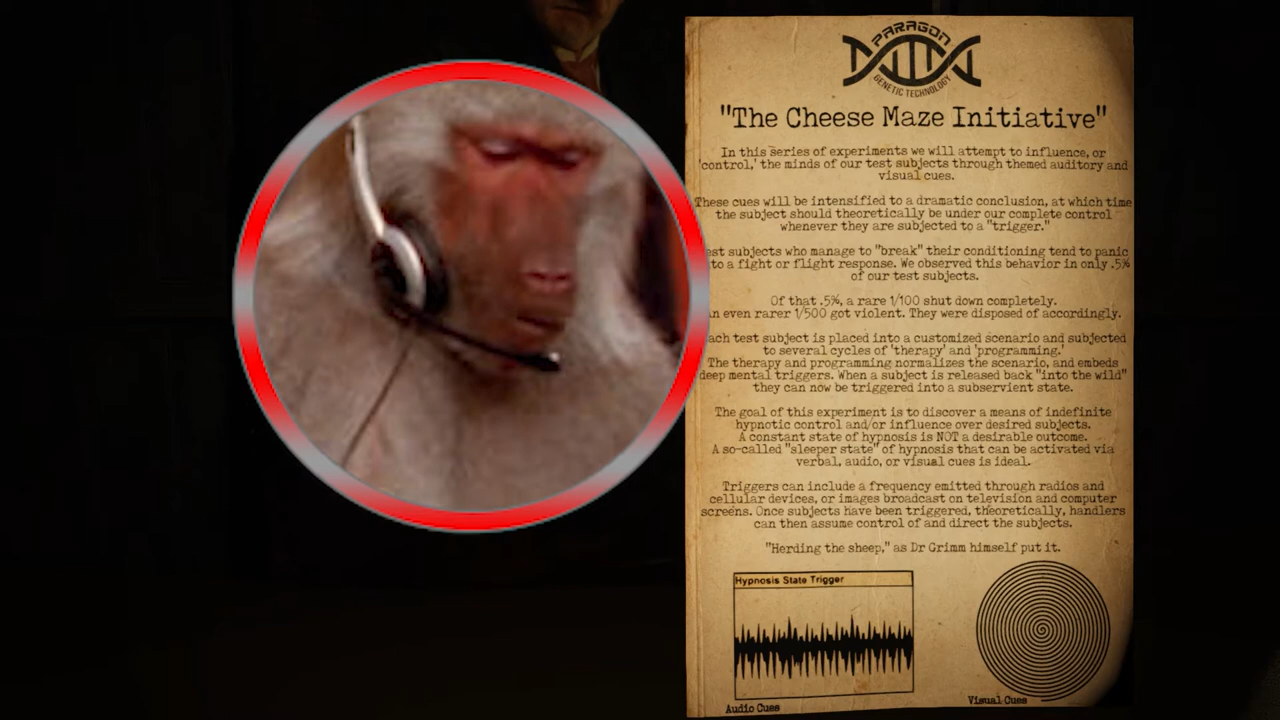 PARAGON
GENETIC TECHNOLOGY
"The Cheese Maze Initiative"
In this series of experiments we will attempt to influence, or
'control,' the minds of our test subjects through themed auditory and
visual cues.
These cues will be intensified to a dramatic conclusion, at which time
the subject should theoretically be under our complete control
whenever they are subjected to a "trigger."
est subjects who manage to "break" their conditioning tend to panic
to a fight or flight response. We observed this behavior in only .5%
of our test subjects.
Of that .5%, a rare 1/100 shut down completely.
n even rarer 1/500 got violent. They were disposed of accordingly.
ach test subject is placed into a customized scenario and subjected
to several cycles of 'therapy' and 'programming.'
The therapy and programming normalizes the scenario, and embeds
deep mental triggers. When a subject is released back "into the wild"
they can now be triggered into a subservient state.
The goal of this experiment is to discover a means of indefinite
hypnotic control and/or influence over desired subjects.
A constant state of hypnosis is NOT a desirable outcome.
A so-called "sleeper state" of hypnosis that can be activated via
verbal, audio, or visual cues is ideal.
Triggers can include a frequency emitted through radios and
cellular devices, or images broadcast on television and computer
screens. Once subjects have been triggered, theoretically, handlers
can then assume control of and direct the subjects.
"Herding the sheep," as Dr Grimm himself put it.
Hypnosis State Trigger
Audio Cues
Visual Cues